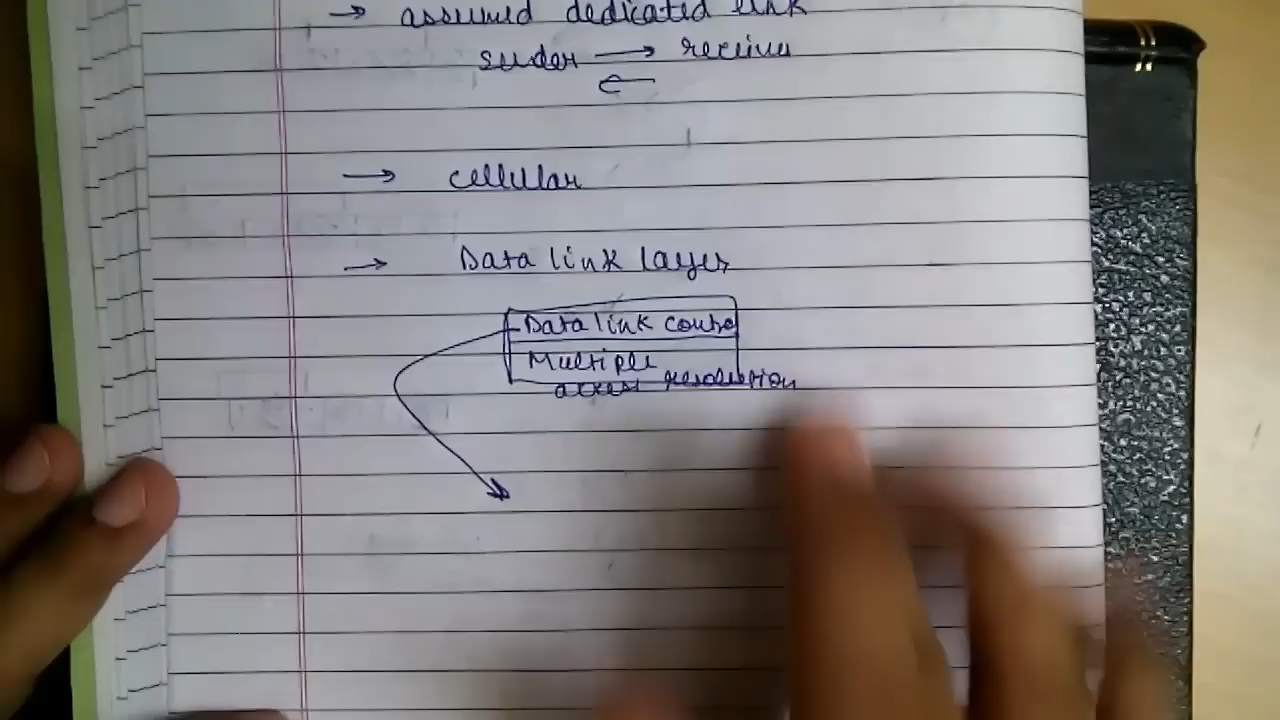 → assumed dedicated link
sender → receiver
←
→ cellular
→ Data link layer
Data link control
Multiple
access resolution